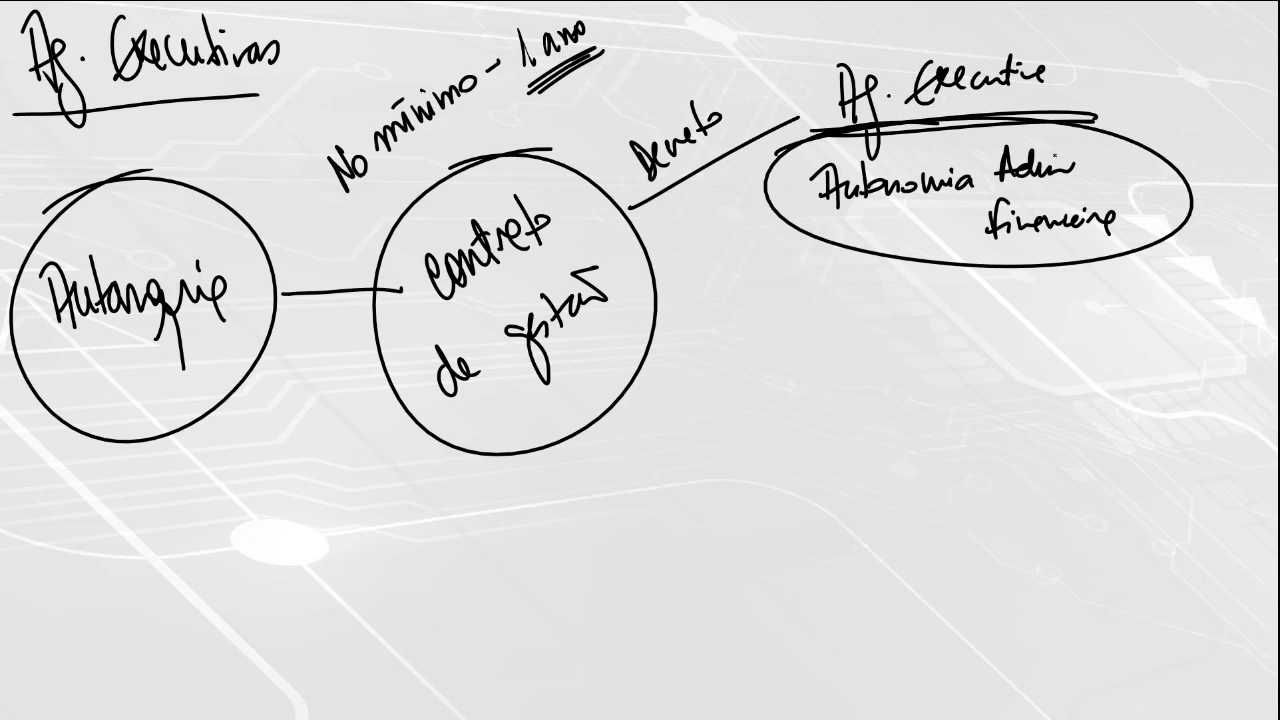 Ag. Executivas
No mínimo - 1 ano
Autarquia
contrato
de gestão
Decreto
Ag. Executiva
Autonomia Adm
financeira